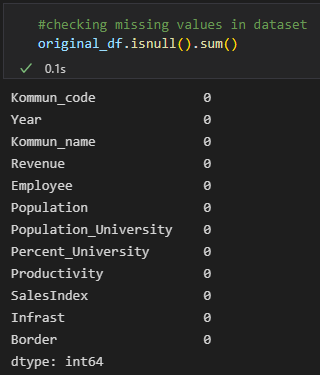 #checking missing values in dataset
original_df.isnull().sum()
✓ 0.1s
Kommun_code 0
Year 0
Kommun_name 0
Revenue 0
Employee 0
Population 0
Population_University 0
Percent_University 0
Productivity 0
SalesIndex 0
Infrast 0
Border 0
dtype: int64